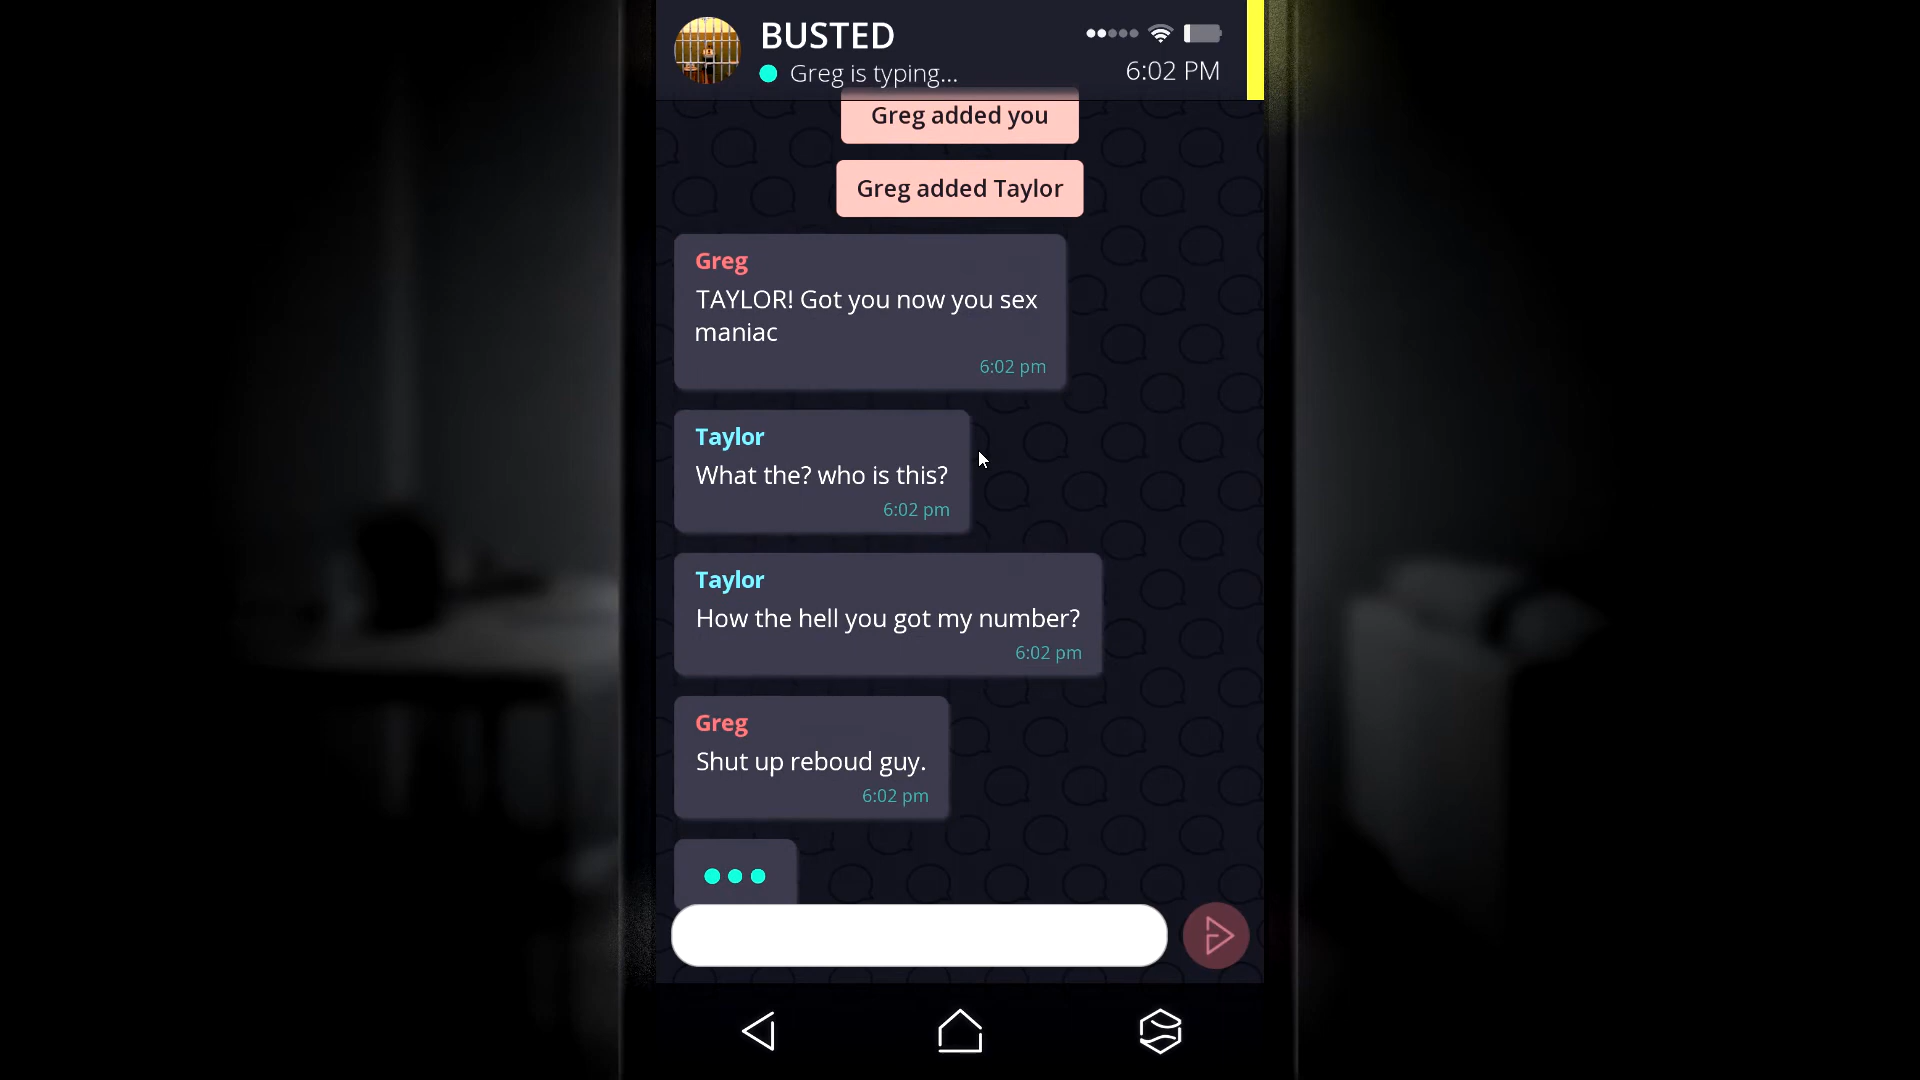 BUSTED
Greg is typing...
6:02 PM
Greg added you
Greg added Taylor
Greg
TAYLOR! Got you now you sex
maniac
6:02 pm
Taylor
What the? who is this?
6:02 pm
Taylor
How the hell you got my number?
6:02 pm
Greg
Shut up reboud guy.
6:02 pm